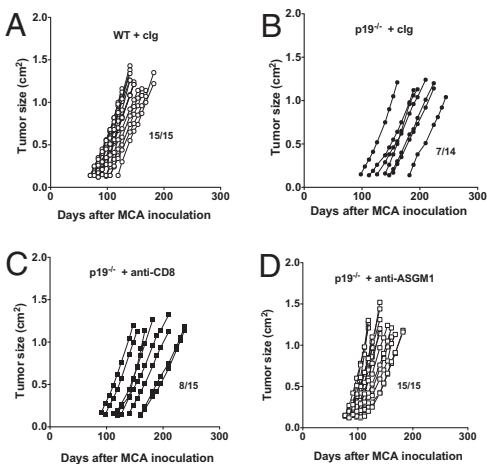 A
WT + cIg
Tumor size (cm²)
2.0
1.5
1.0
0.5
0.0
15/15
0
100
200
300
Days after MCA inoculation
B
p19⁻/⁻ + cIg
Tumor size (cm²)
2.0
1.5
1.0
0.5
0.0
7/14
0
100
200
300
Days after MCA inoculation
C
p19⁻/⁻ + anti-CD8
Tumor size (cm²)
2.0
1.5
1.0
0.5
0.0
8/15
0
100
200
300
Days after MCA inoculation
D
p19⁻/⁻ + anti-ASGM1
Tumor size (cm²)
2.0
1.5
1.0
0.5
0.0
15/15
0
100
200
300
Days after MCA inoculation